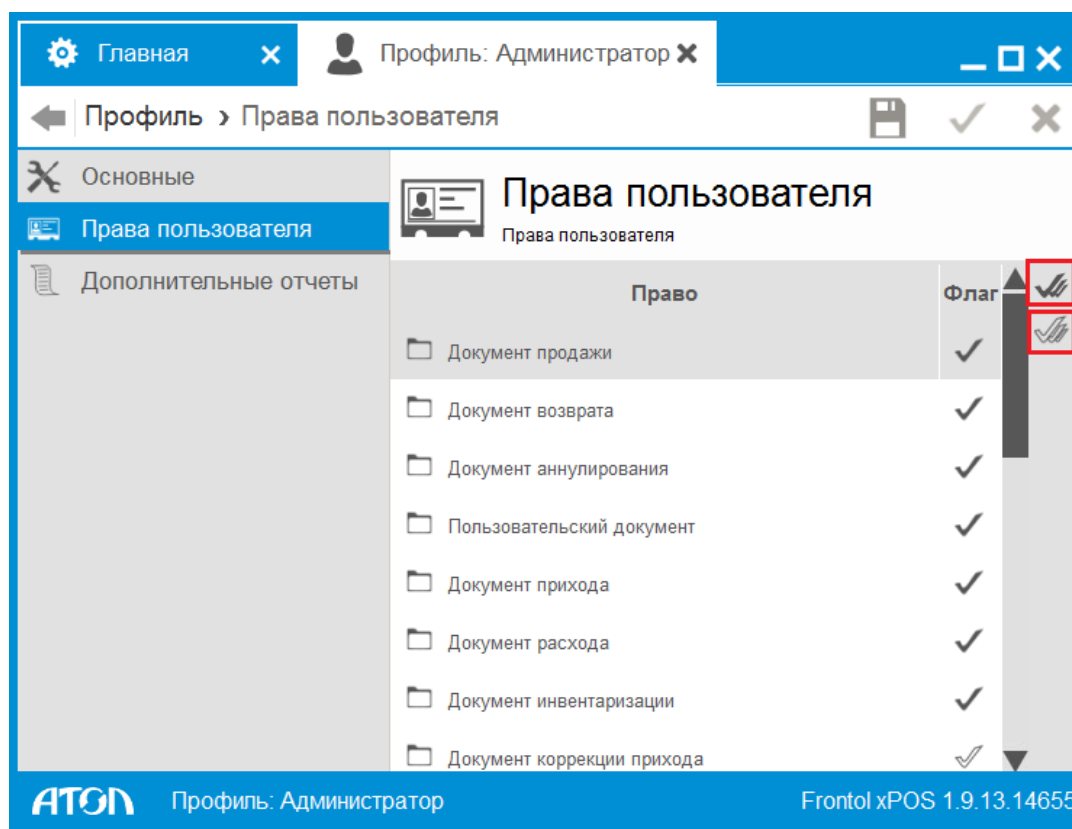 Главная
Профиль: Администратор
Профиль › Права пользователя
Основные
Права пользователя
Дополнительные отчеты
Права пользователя
Права пользователя
Право Флаг
Документ продажи
Документ возврата
Документ аннулирования
Пользовательский документ
Документ прихода
Документ расхода
Документ инвентаризации
Документ коррекции прихода
АТОЛ Профиль: Администратор Frontol xPOS 1.9.13.14655